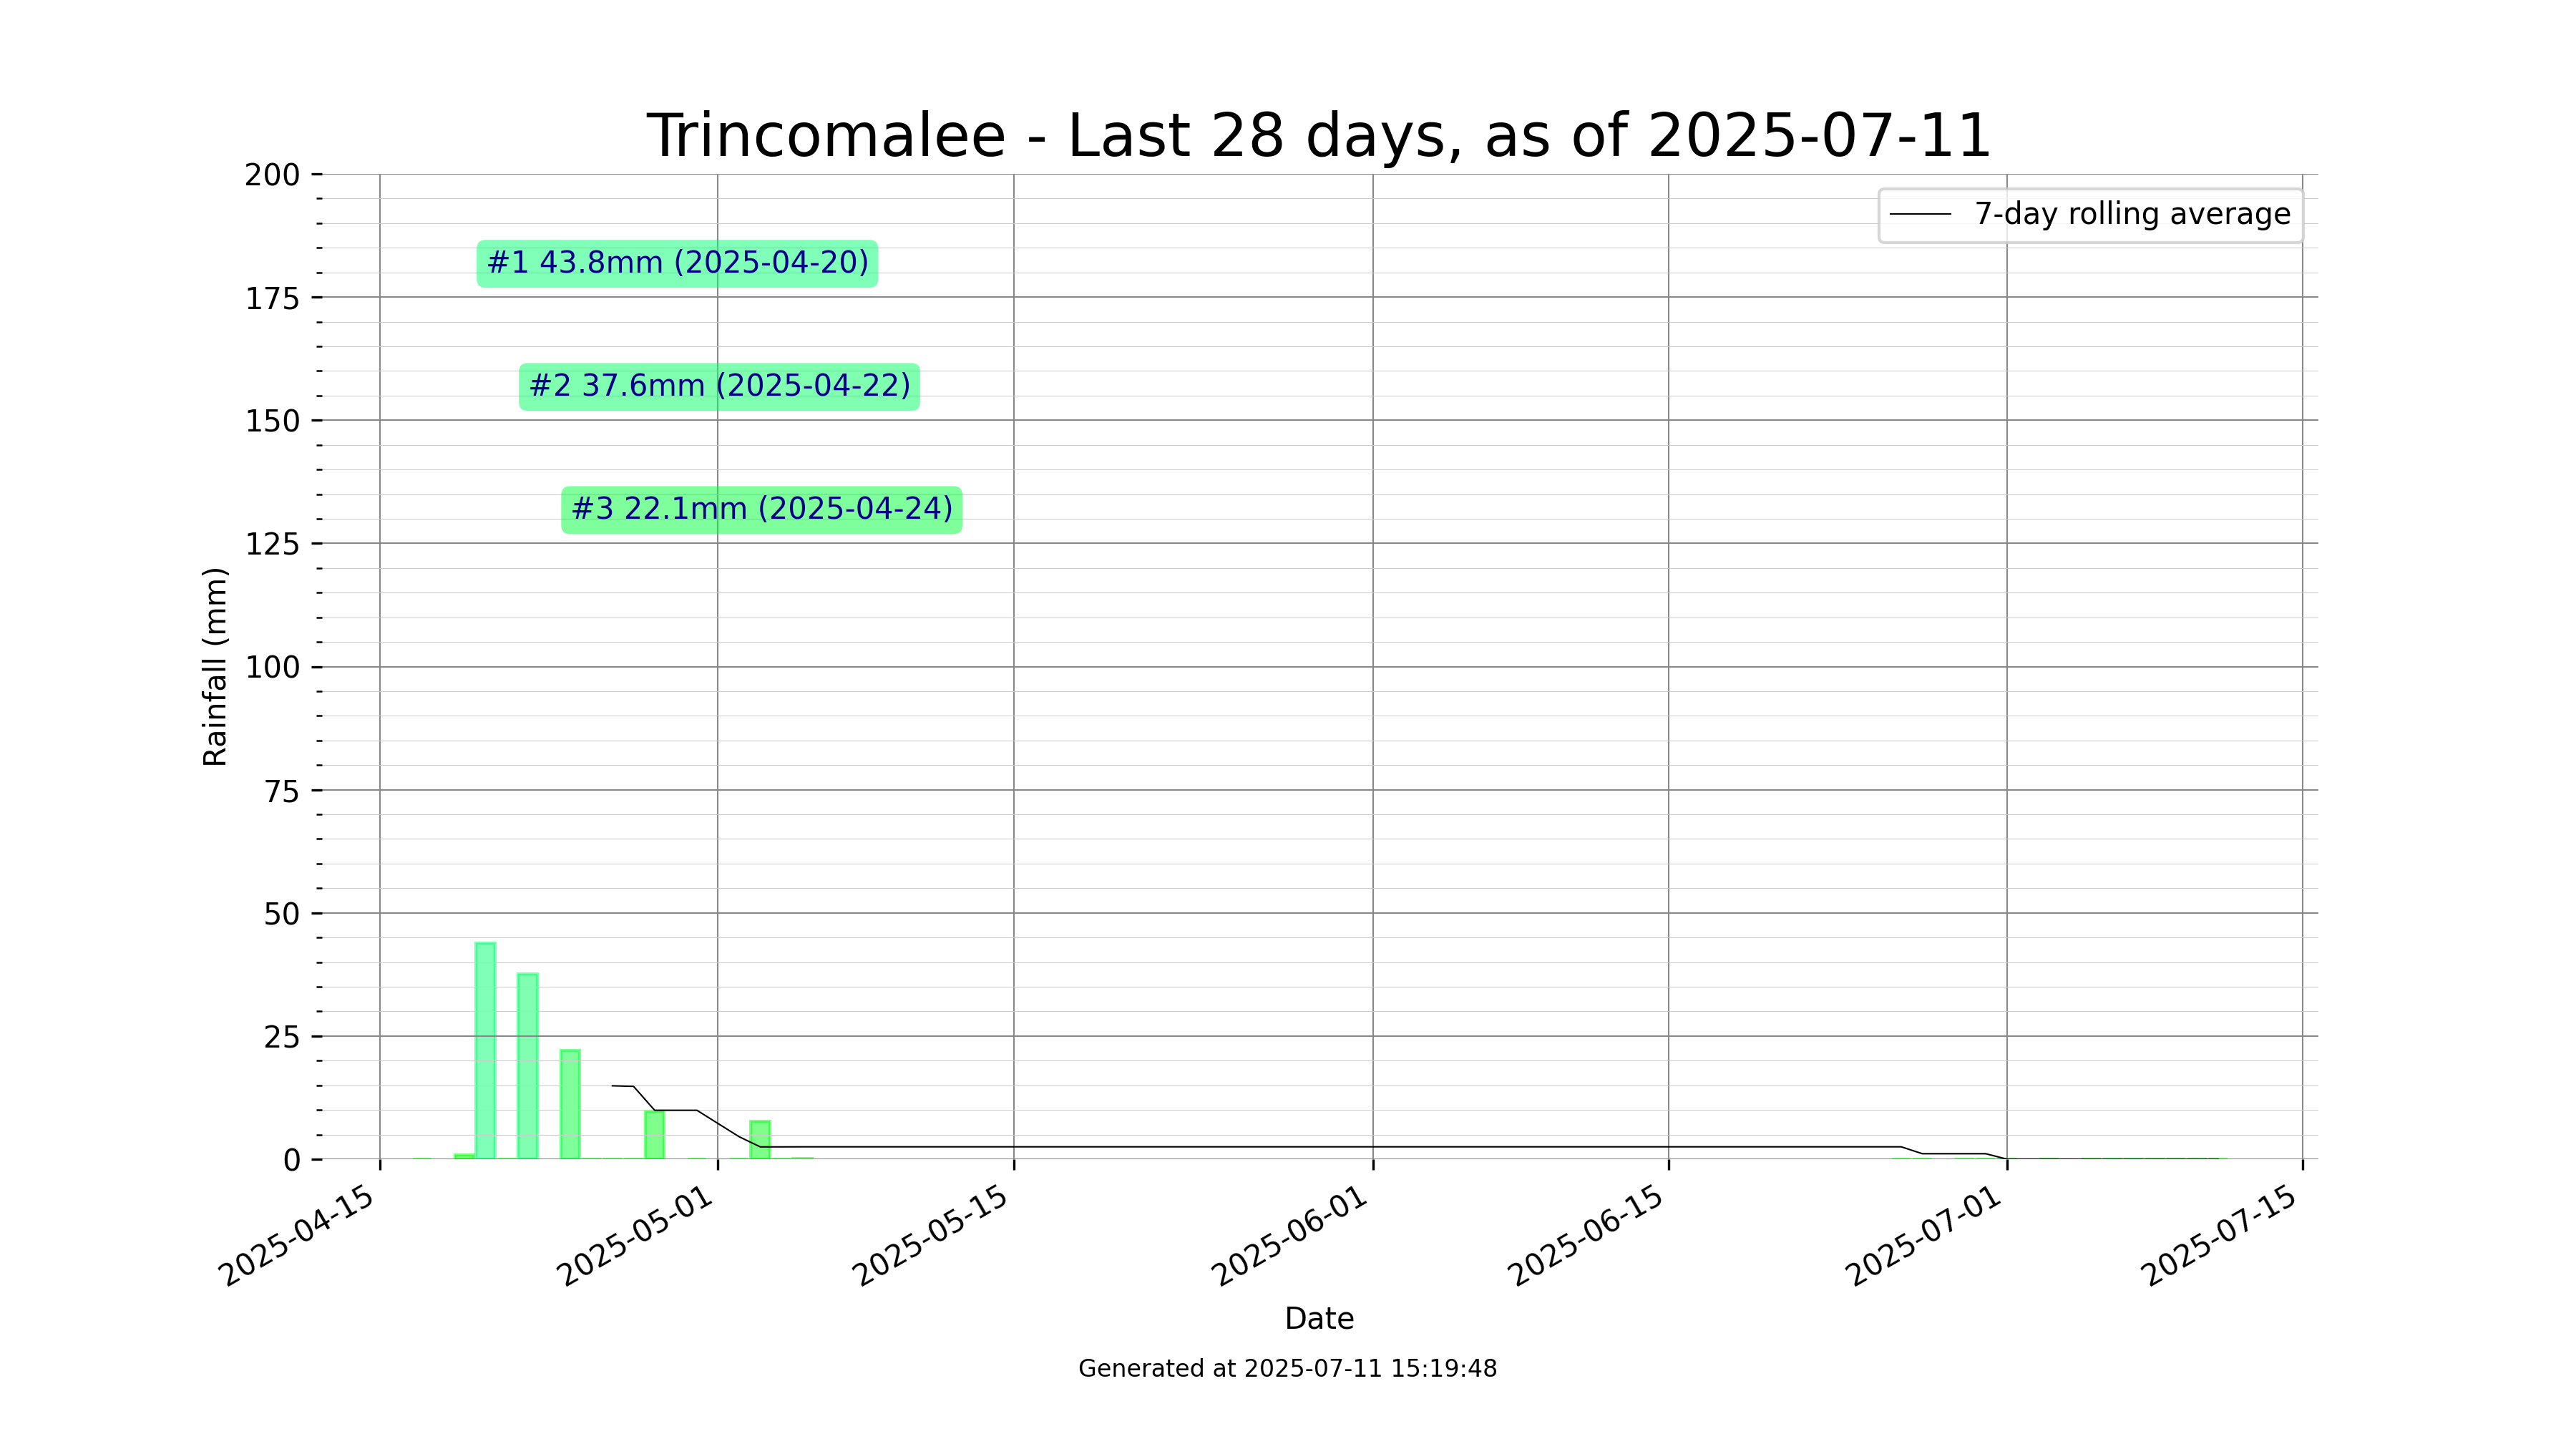 Trincomalee - Last 28 days, as of 2025-07-11
200
175
150
125
100
75
50
25
0
Rainfall (mm)
7-day rolling average
#1 43.8mm (2025-04-20)
#2 37.6mm (2025-04-22)
#3 22.1mm (2025-04-24)
2025-04-15
2025-05-01
2025-05-15
2025-06-01
2025-06-15
2025-07-01
2025-07-15
Date
Generated at 2025-07-11 15:19:48